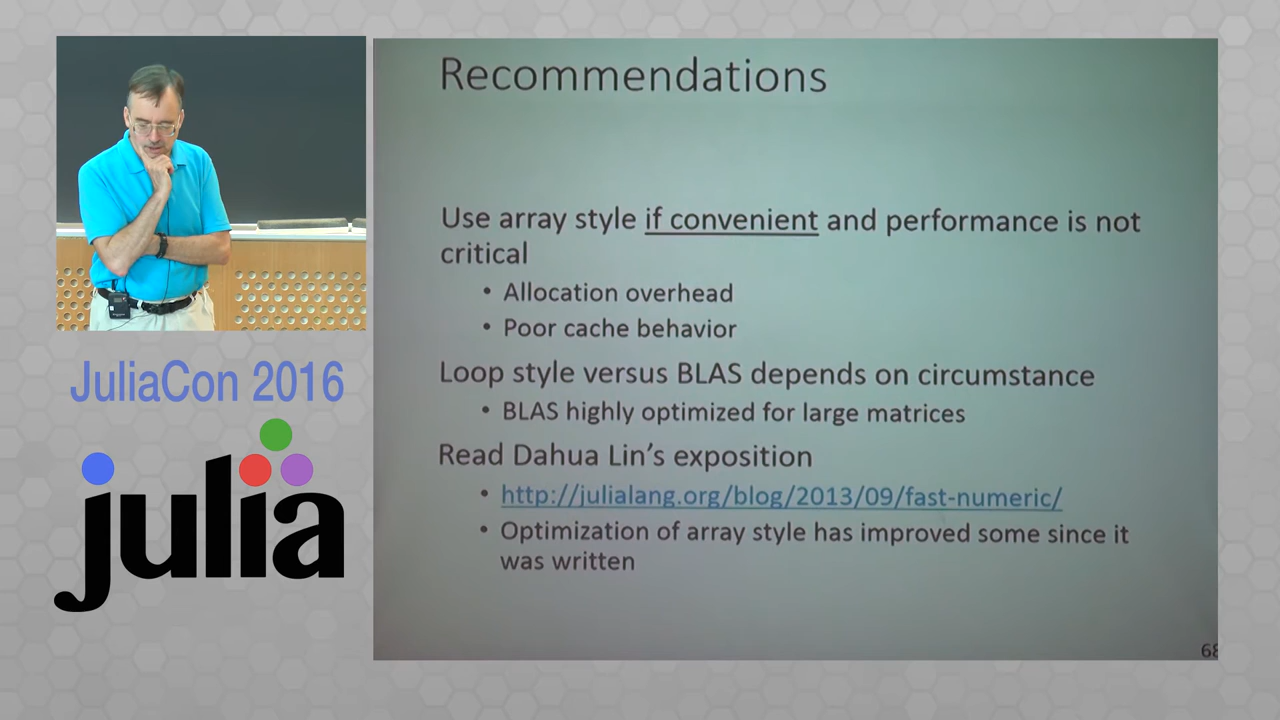 Recommendations
Use array style if convenient and performance is not
critical
• Allocation overhead
• Poor cache behavior
Loop style versus BLAS depends on circumstance
• BLAS highly optimized for large matrices
Read Dahua Lin’s exposition
• http://julialang.org/blog/2013/09/fast-numeric/
• Optimization of array style has improved some since it
was written
68
JuliaCon 2016
julia